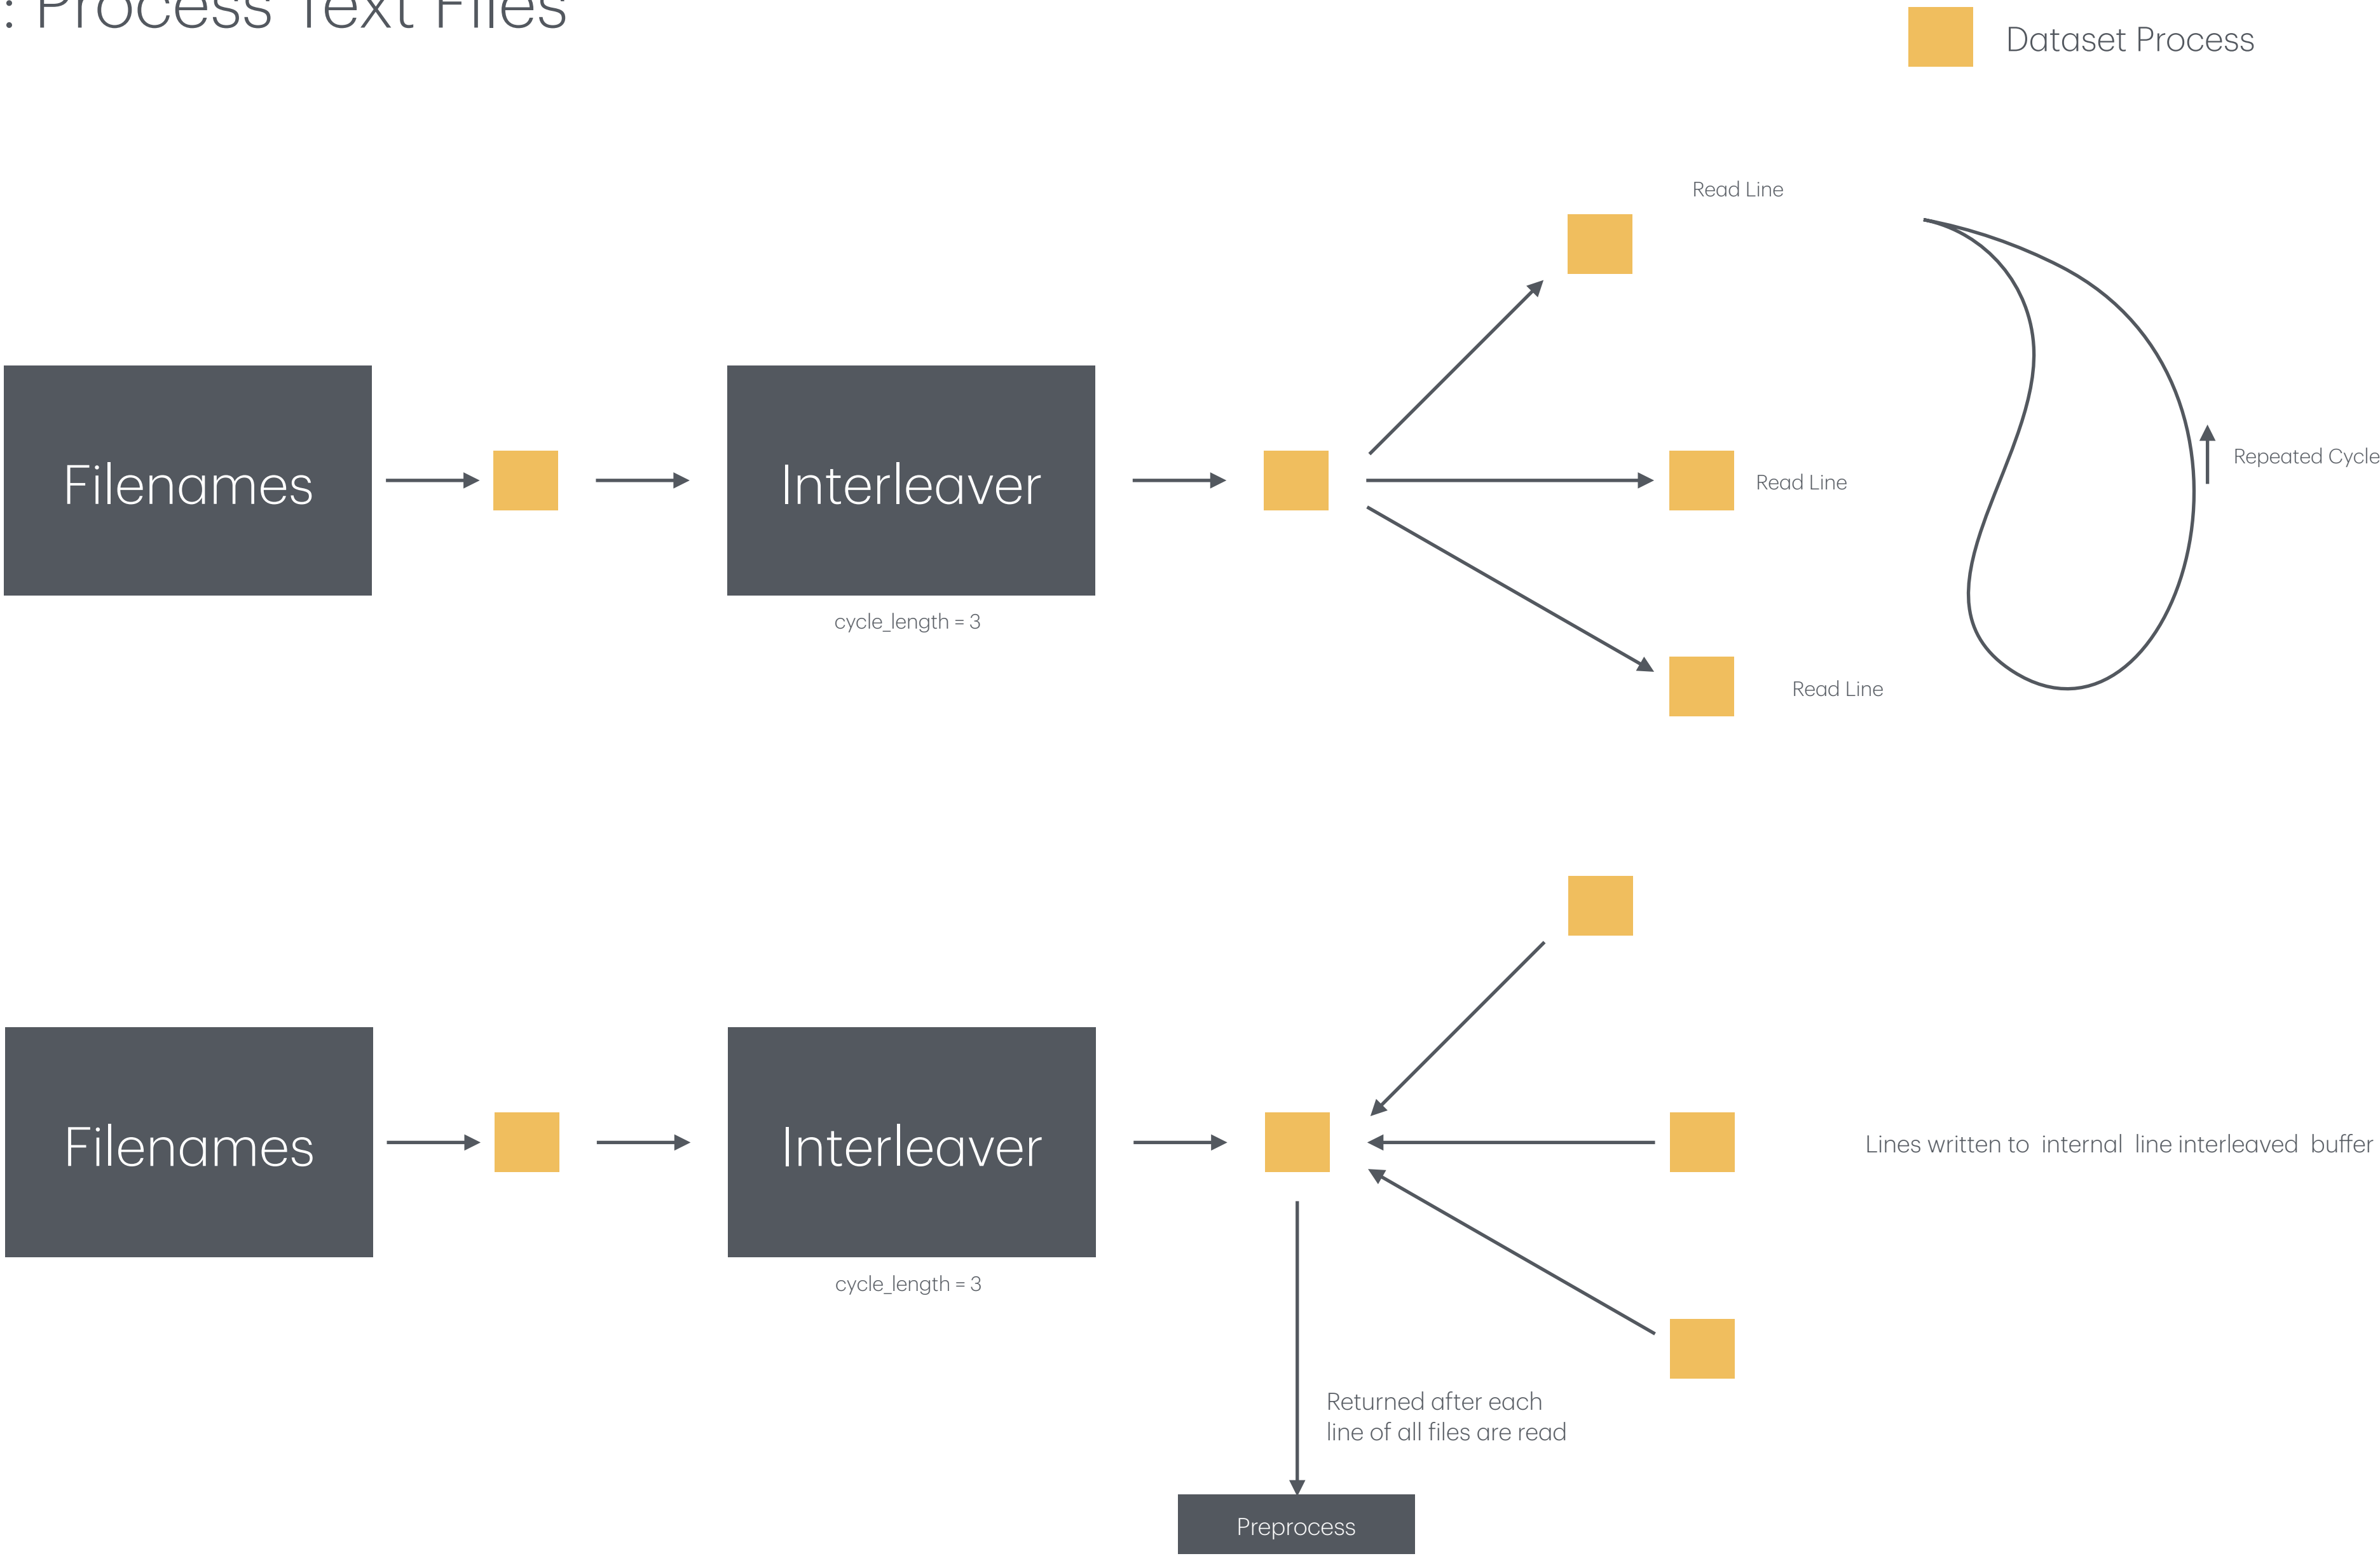 : Process Text Files
Dataset Process
Read Line
Filenames
Interleaver
Read Line
Repeated Cycle
cycle_length = 3
Read Line
Filenames
Interleaver
Lines written to internal line interleaved buffer
cycle_length = 3
Returned after each
line of all files are read
Preprocess